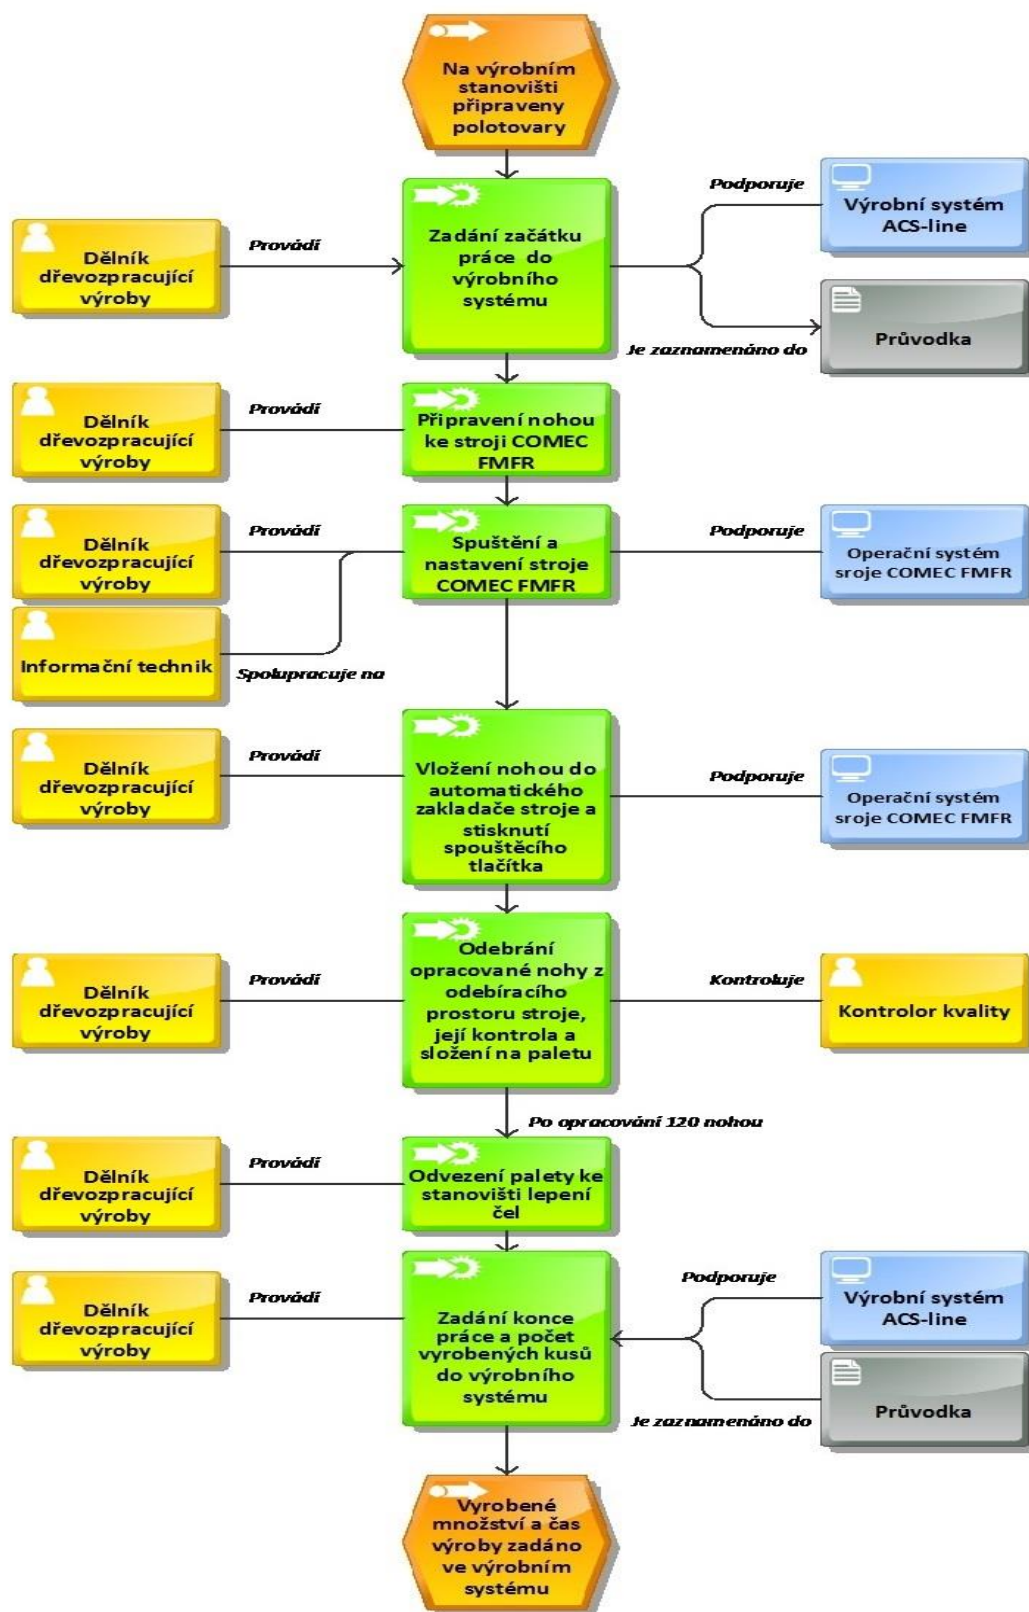 Na výrobním
stanovišti
připraveny
polotovary
Podporuje
Výrobní systém
ACS-line
Dělník
dřevozpracující
výroby
Provádí
Zadání začátku
práce do
výrobního
systému
Je zaznamenáno do
Průvodka
Dělník
dřevozpracující
výroby
Provádí
Připravení nohou
ke stroji COMEC
FMFR
Dělník
dřevozpracující
výroby
Provádí
Spuštění a
nastavení stroje
COMEC FMFR
Podporuje
Operační systém
sroje COMEC FMFR
Informační technik
Spolupracuje na
Dělník
dřevozpracující
výroby
Provádí
Vložení nohou do
automatického
zakladače stroje a
stisknutí
spouštěcího
tlačítka
Podporuje
Operační systém
sroje COMEC FMFR
Dělník
dřevozpracující
výroby
Provádí
Odebrání
opracované nohy z
odebíracího
prostoru stroje,
její kontrola a
složení na paletu
Kontroluje
Kontrolor kvality
Po opracování 120 nohou
Dělník
dřevozpracující
výroby
Provádí
Odvezení palety ke
stanovišti lepení
čel
Dělník
dřevozpracující
výroby
Provádí
Zadání konce
práce a počet
vyrobených kusů
do výrobního
systému
Podporuje
Výrobní systém
ACS-line
Je zaznamenáno do
Průvodka
Vyrobené
množství a čas
výroby zadáno
ve výrobním
systému